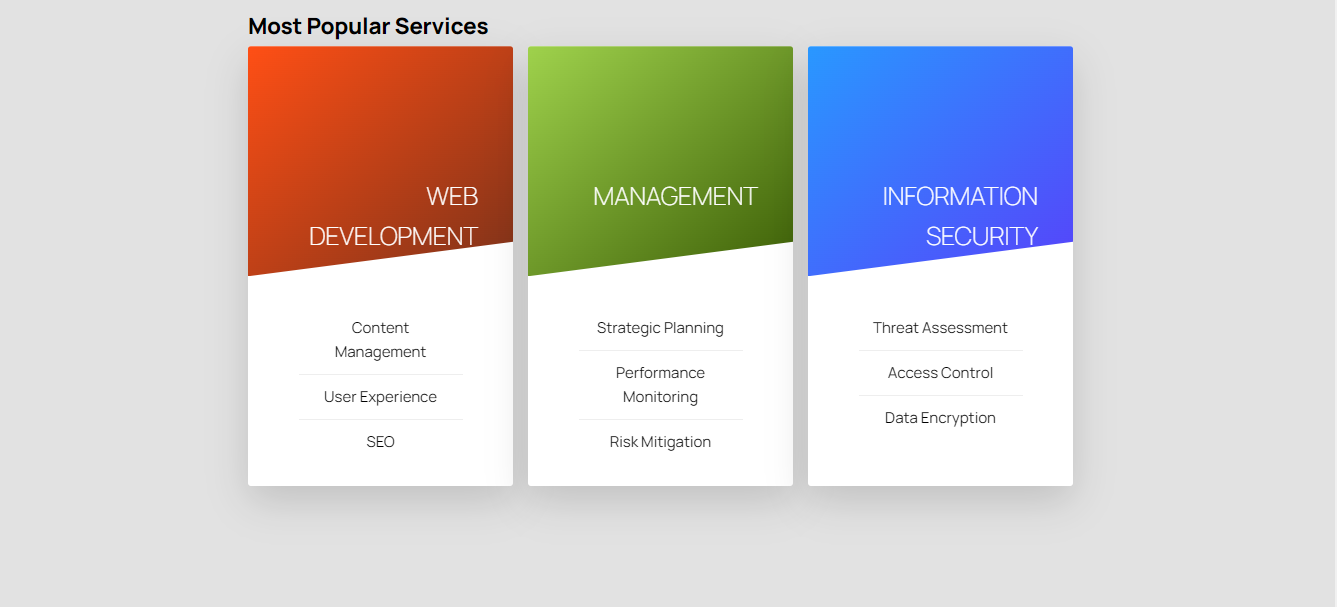 Most Popular Services
WEB
DEVELOPMENT
Content
Management
User Experience
SEO
MANAGEMENT
Strategic Planning
Performance
Monitoring
Risk Mitigation
INFORMATION
SECURITY
Threat Assessment
Access Control
Data Encryption